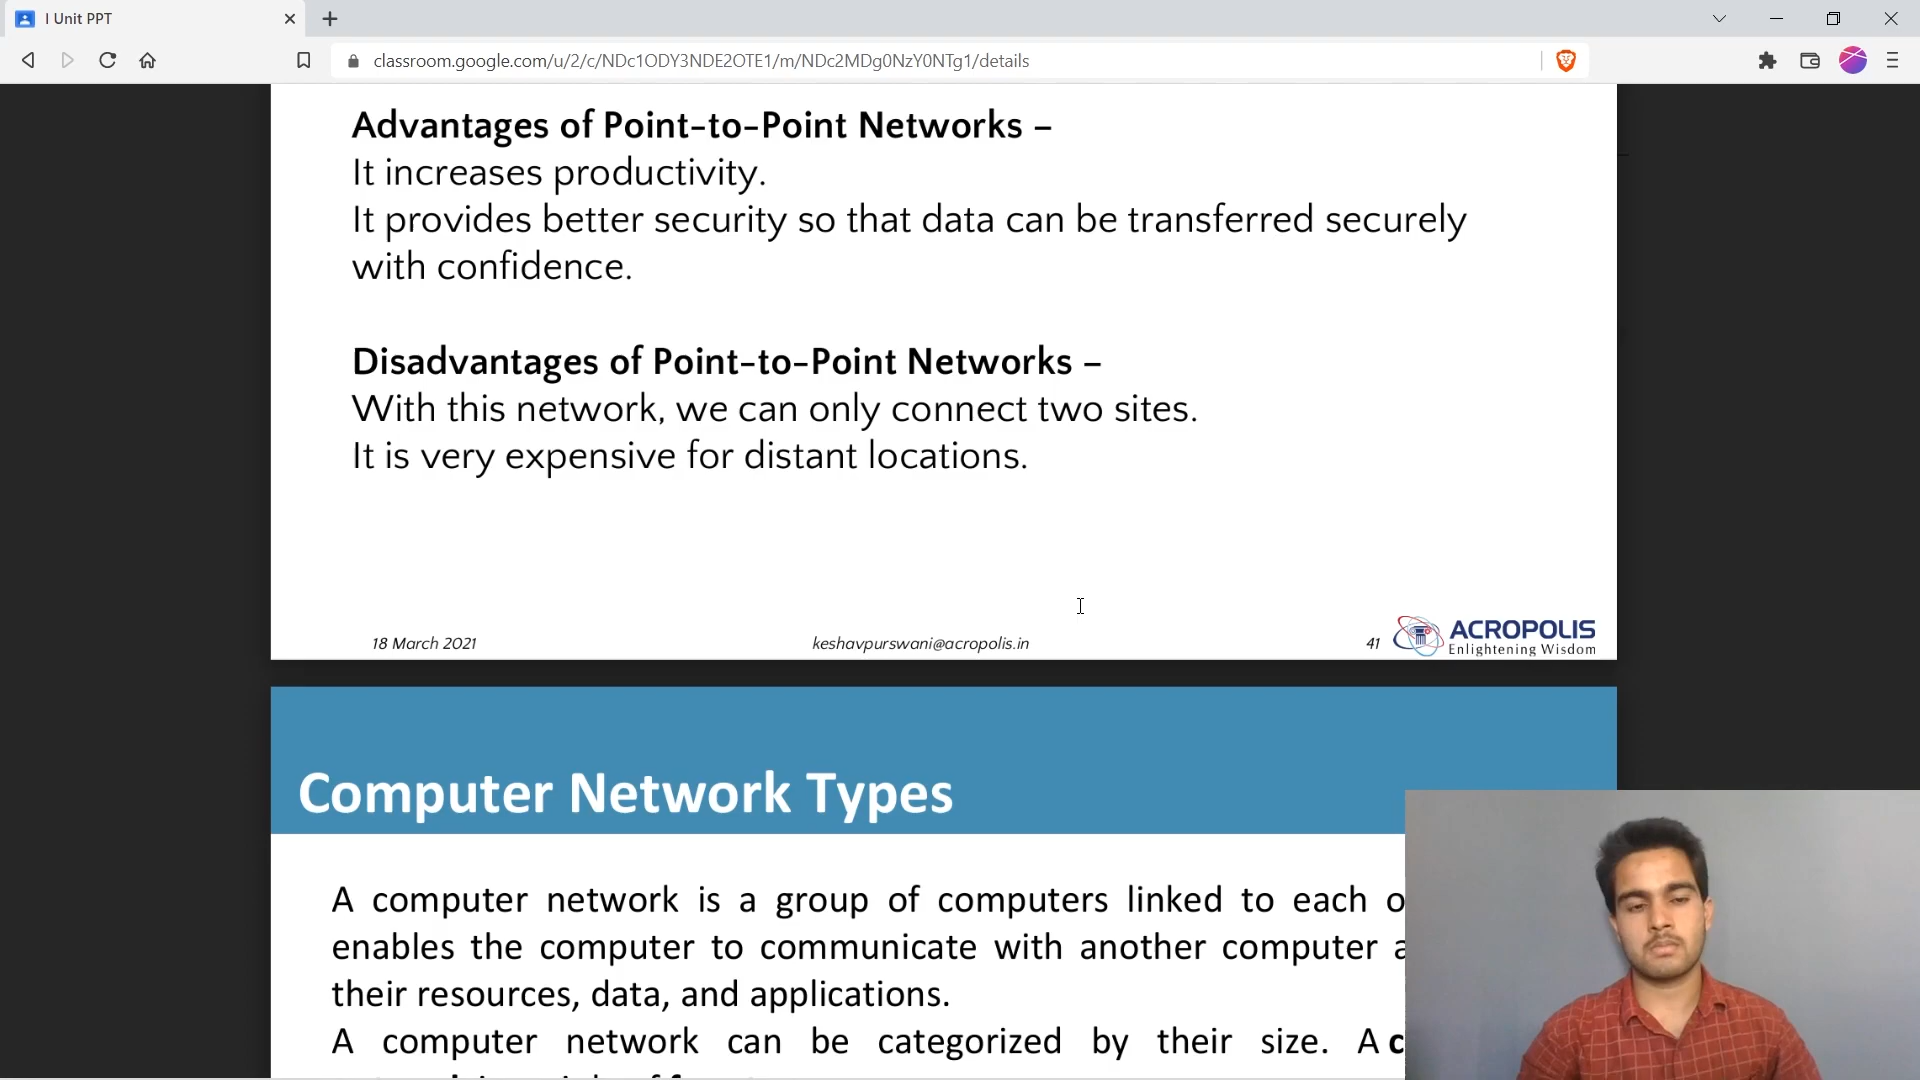 I Unit PPT
classroom.google.com/u/2/c/NDc1ODY3NDE2OTE1/m/NDc2MDg0NzY0NTg1/details
Advantages of Point-to-Point Networks –
It increases productivity.
It provides better security so that data can be transferred securely
with confidence.
Disadvantages of Point-to-Point Networks –
With this network, we can only connect two sites.
It is very expensive for distant locations.
18 March 2021 keshavpurswani@acropolis.in 41 ACROPOLIS
Enlightening Wisdom
Computer Network Types
A computer network is a group of computers linked to each o
enables the computer to communicate with another computer a
their resources, data, and applications.
A computer network can be categorized by their size. A c